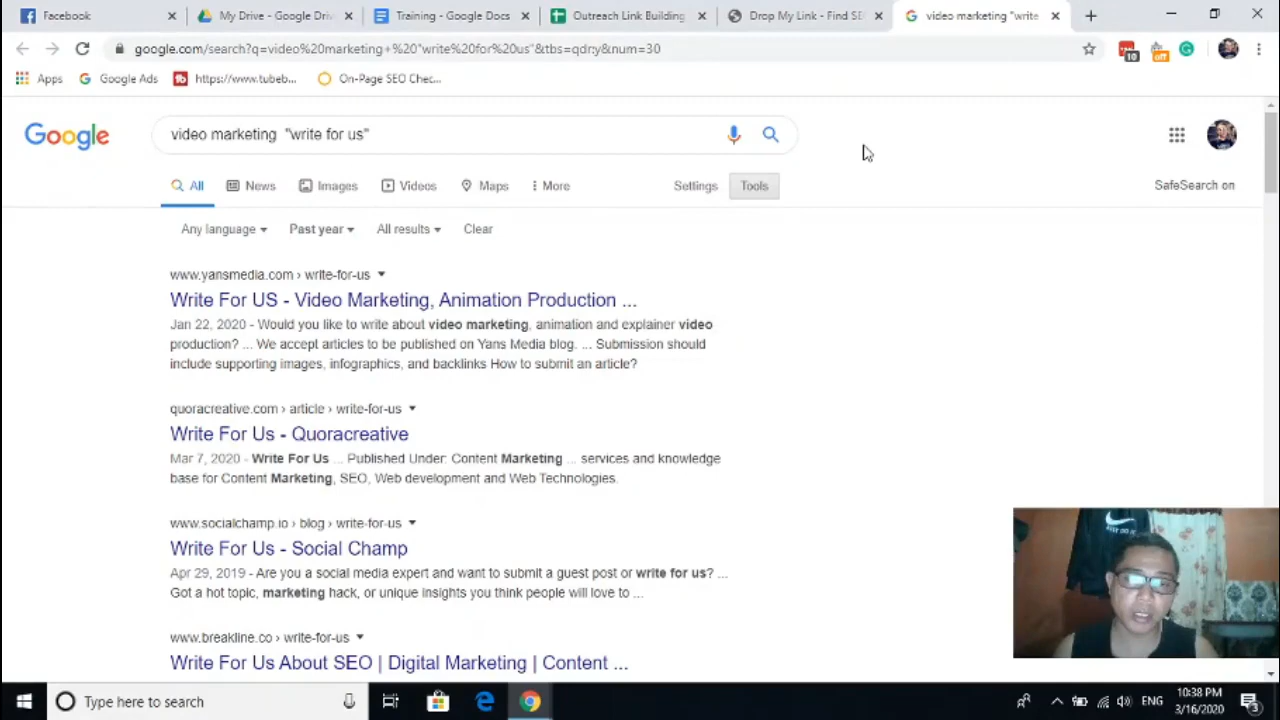 Facebook
My Drive - Google Driv
Training - Google Docs
Outreach Link Building
Drop My Link - Find SE
video marketing "write
google.com/search?q=video%20marketing+%20"write%20for%20us"&tbs=qdry&num=30
10
off
Apps
Google Ads
https://www.tubeb...
On-Page SEO Chec...
Google
video marketing "write for us"
All
News
Images
Videos
Maps
More
Settings
Tools
SafeSearch on
Any language
Past year
All results
Clear
www.yansmedia.com › write-for-us
Write For US - Video Marketing, Animation Production ...
Jan 22, 2020 - Would you like to write about video marketing, animation and explainer video
production? ... We accept articles to be published on Yans Media blog. ... Submission should
include supporting images, infographics, and backlinks How to submit an article?
quoracreative.com › article › write-for-us
Write For Us - Quoracreative
Mar 7, 2020 - Write For Us ... Published Under: Content Marketing ... services and knowledge
base for Content Marketing, SEO, Web development and Web Technologies.
www.socialchamp.io › blog › write-for-us
Write For Us - Social Champ
Apr 29, 2019 - Are you a social media expert and want to submit a guest post or write for us? ...
Got a hot topic, marketing hack, or unique insights you think people will love to ...
www.breakline.co › write-for-us
Write For Us About SEO | Digital Marketing | Content ...
Type here to search
ENG
10:38 PM
3/16/2020
3